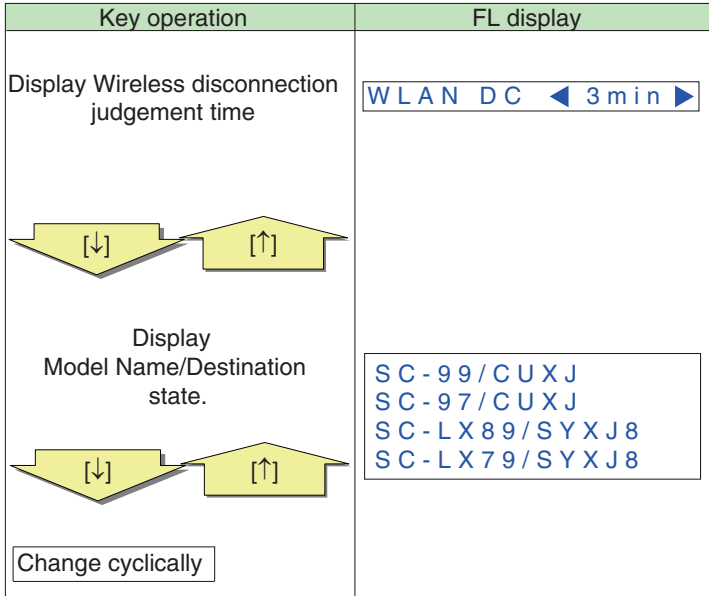 Key operation
FL display
Display Wireless disconnection
judgement time
WLAN DC ◀ 3min ▶
[↓]
[↑]
Display
Model Name/Destination
state.
SC-99/CUXJ
SC-97/CUXJ
SC-LX89/SYXJ8
SC-LX79/SYXJ8
[↓]
[↑]
Change cyclically